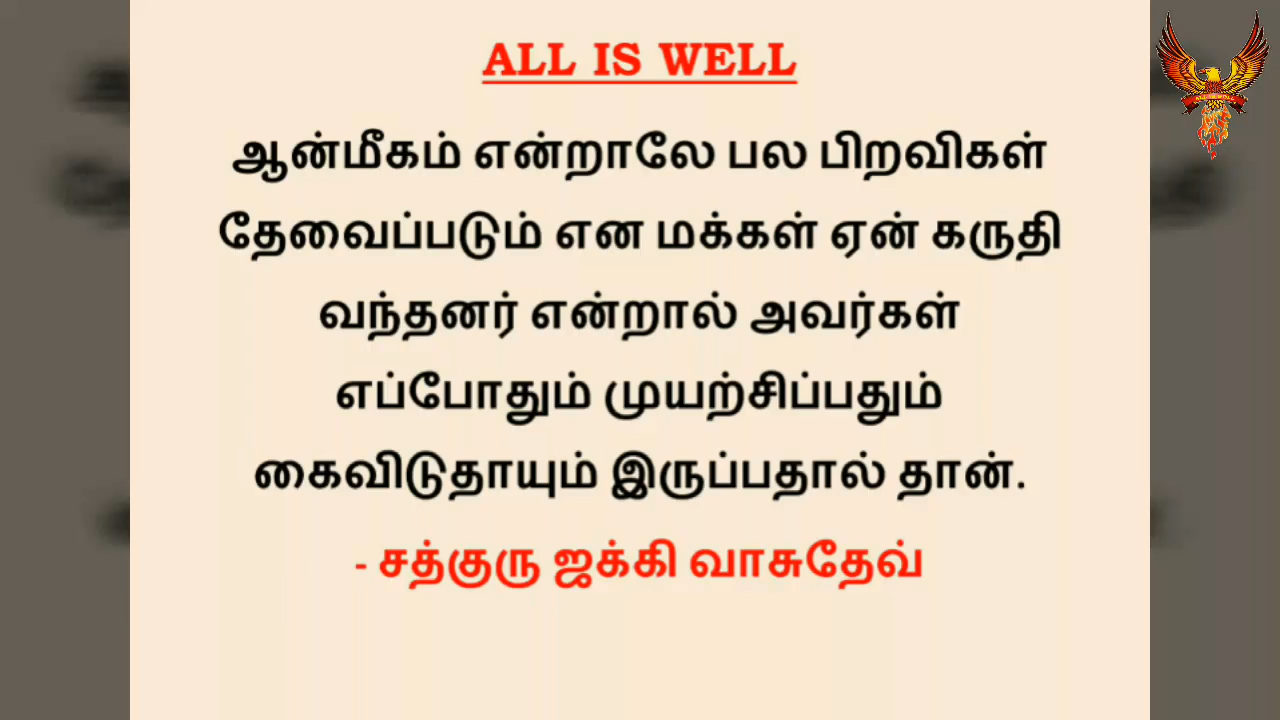 ALL IS WELL
ஆன்மீகம் என்றாலே பல பிறவிகள்
தேவைப்படும் என மக்கள் ஏன் கருதி
வந்தனர் என்றால் அவர்கள்
எப்போதும் முயற்சிப்பதும்
கைவிடுதாயும் இருப்பதால் தான்.
- சத்குரு ஜக்கி வாசுதேவ்